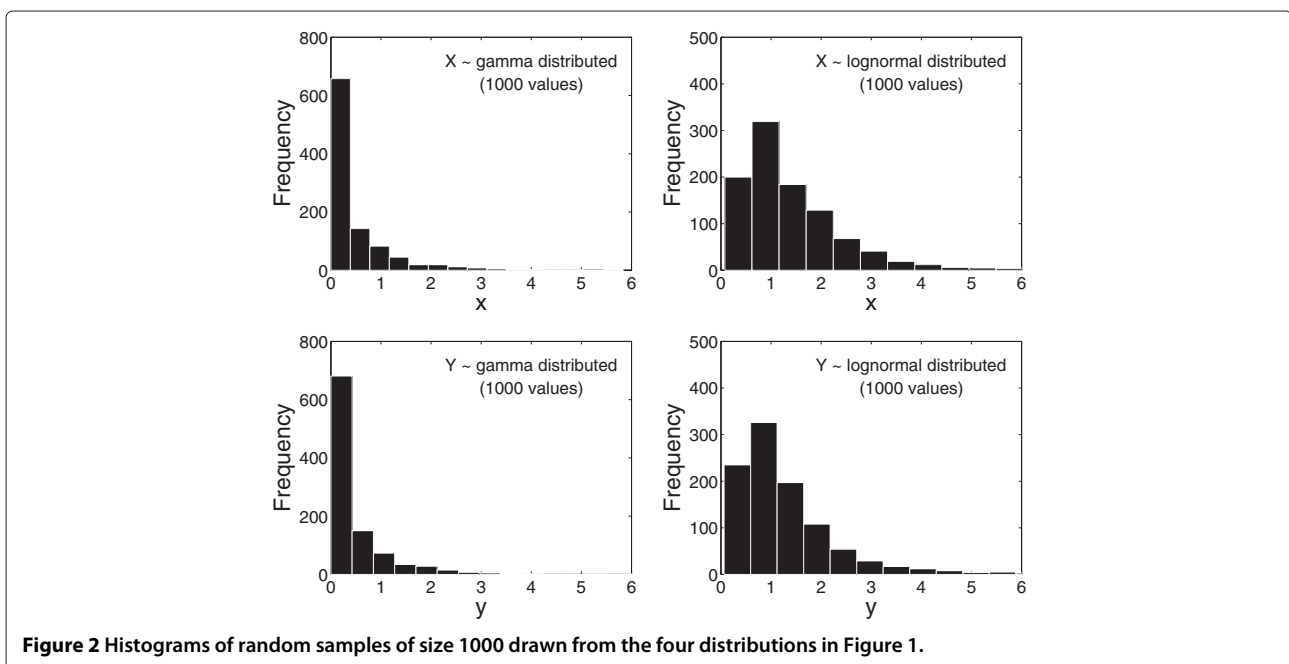 800
600
400
200
0
Frequency
X ~ gamma distributed
(1000 values)
0 1 2 3 4 5 6
x
500
400
300
200
100
0
Frequency
X ~ lognormal distributed
(1000 values)
0 1 2 3 4 5 6
x
800
600
400
200
0
Frequency
Y ~ gamma distributed
(1000 values)
0 1 2 3 4 5 6
y
500
400
300
200
100
0
Frequency
Y ~ lognormal distributed
(1000 values)
0 1 2 3 4 5 6
y
Figure 2 Histograms of random samples of size 1000 drawn from the four distributions in Figure 1.